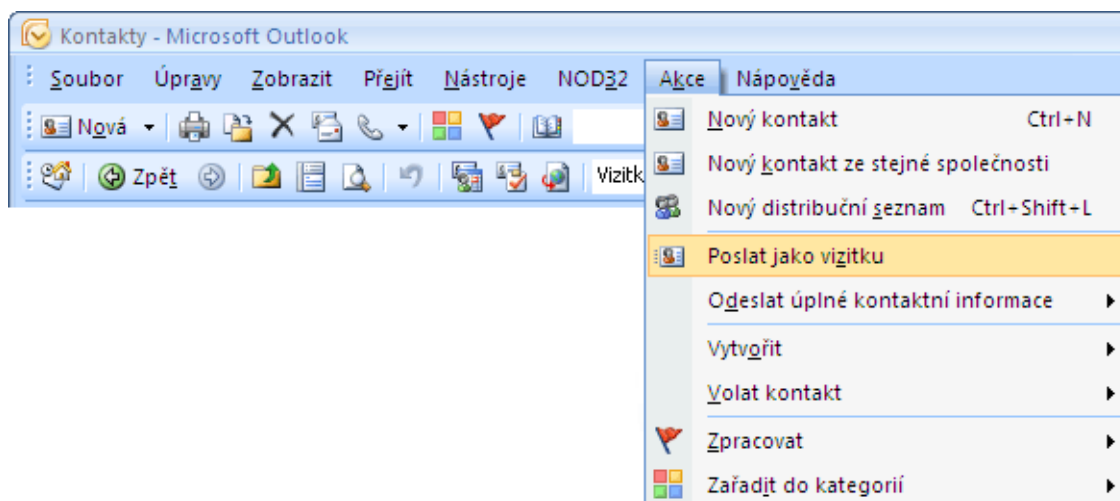 Kontakty - Microsoft Outlook
Soubor Úpravy Zobrazit Přejít Nástroje NOD32 Akce Nápověda
Nová
Zpět Vizitk
Nový kontakt Ctrl+N
Nový kontakt ze stejné společnosti
Nový distribuční seznam Ctrl+Shift+L
Poslat jako vizitku
Odeslat úplné kontaktní informace
Vytvořit
Volat kontakt
Zpracovat
Zařadit do kategorií